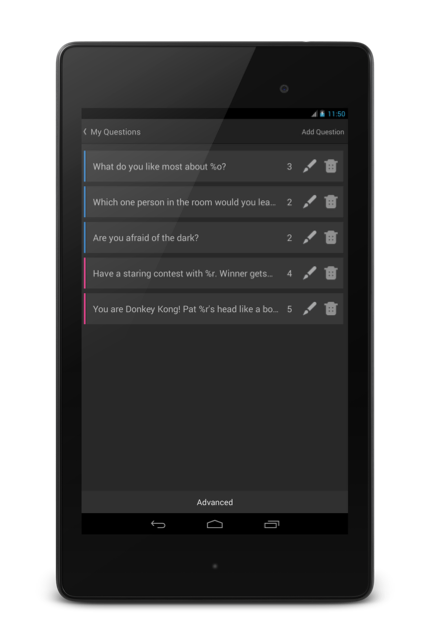 11:50
My Questions Add Question
What do you like most about %o? 3
Which one person in the room would you lea... 2
Are you afraid of the dark? 2
Have a staring contest with %r. Winner gets... 4
You are Donkey Kong! Pat %r's head like a bo... 5
Advanced